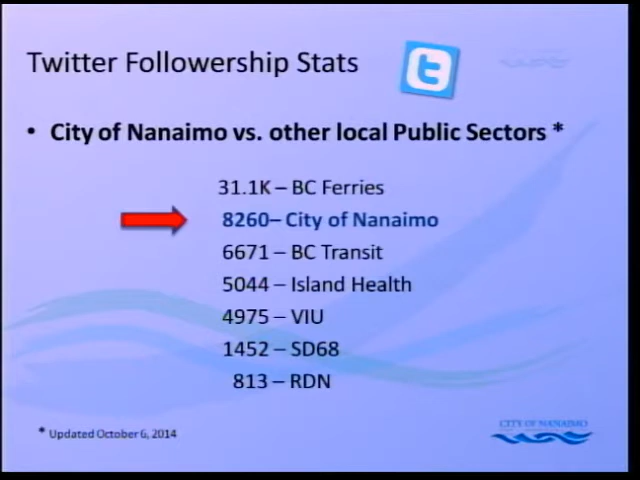 Twitter Followership Stats
• City of Nanaimo vs. other local Public Sectors *
31.1K – BC Ferries
8260– City of Nanaimo
6671 – BC Transit
5044 – Island Health
4975 – VIU
1452 – SD68
813 – RDN
* Updated October 6, 2014
CITY OF NANAIMO